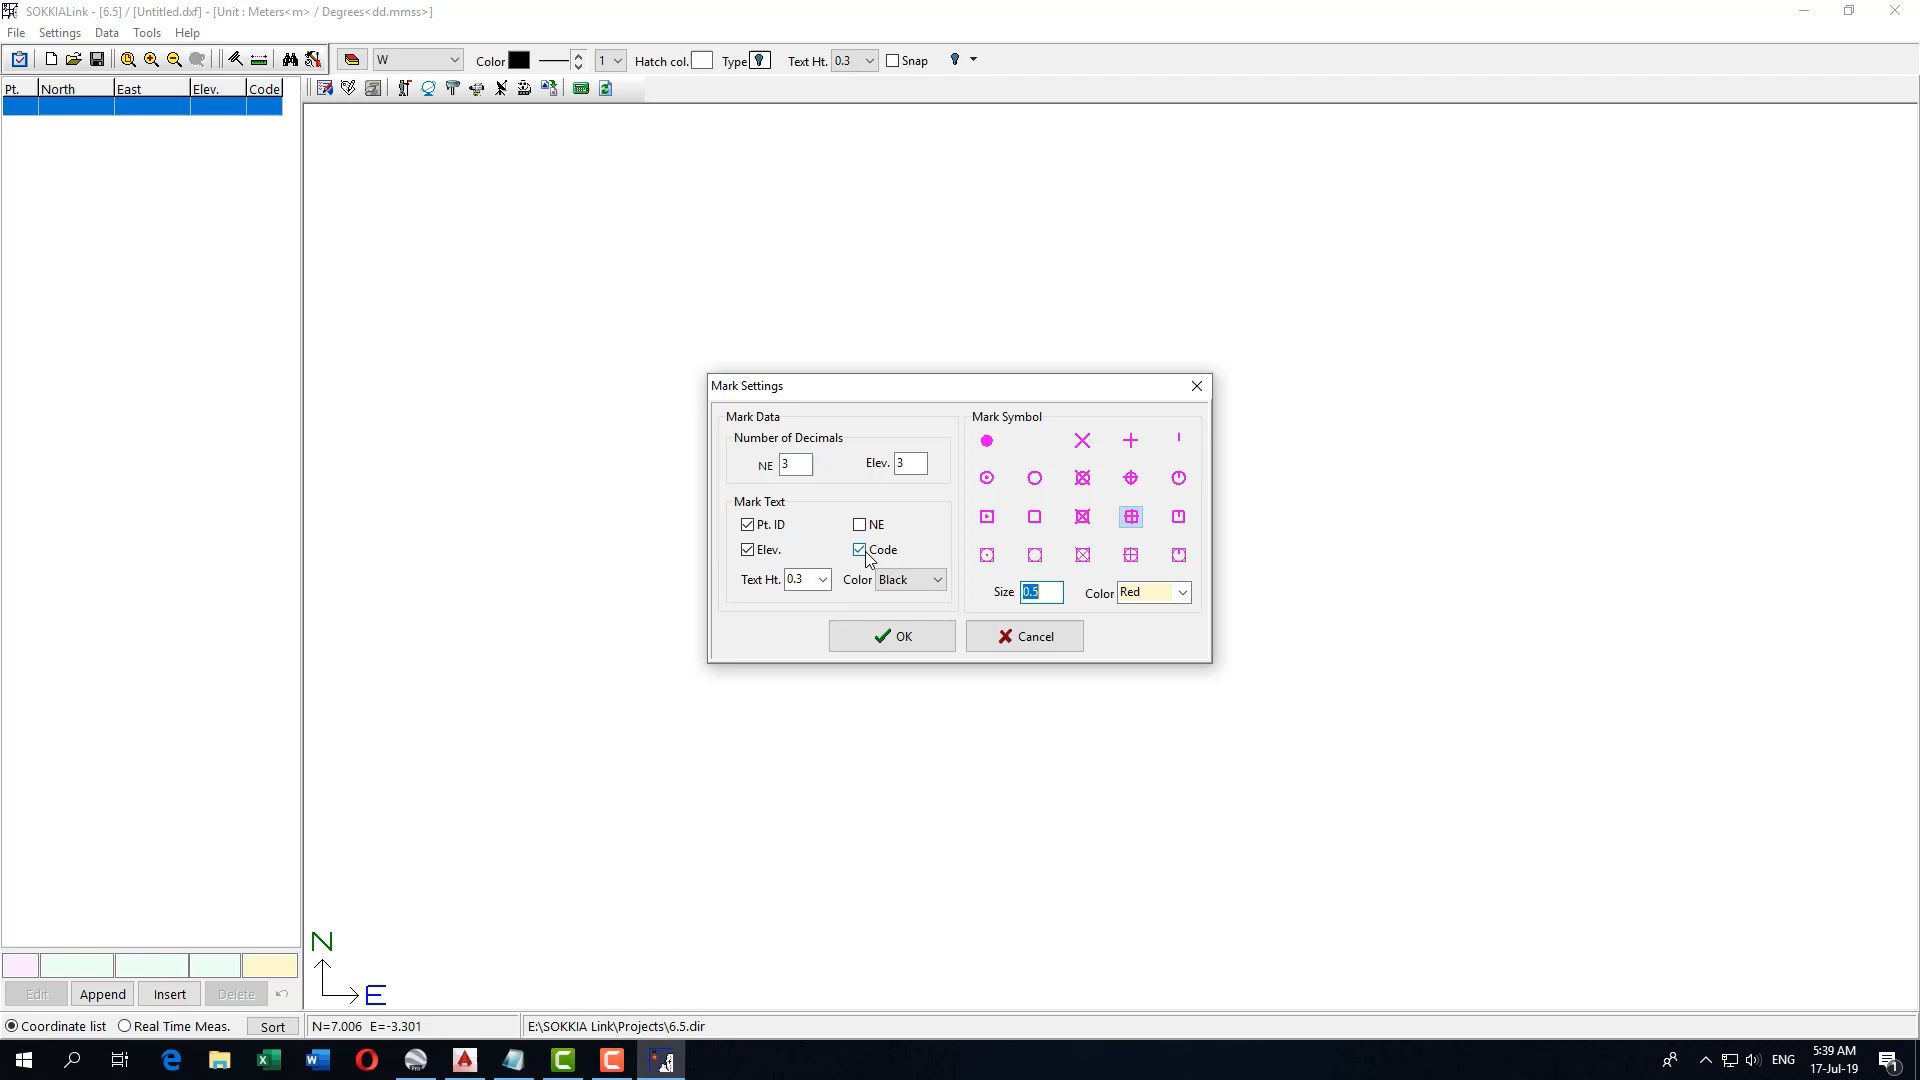 SOKKIALink - [6.5] / [Untitled.dxf] - [Unit : Meters<m> / Degrees<dd.mmss>]
File Settings Data Tools Help
W Color 1 Hatch col. Type Text Ht. 0.3 Snap
Pt. North East Elev. Code
Mark Settings
Mark Data
Number of Decimals
NE 3 Elev. 3
Mark Text
Pt. ID NE
Elev. Code
Text Ht. 0.3 Color Black
Mark Symbol
Size 0.5 Color Red
OK Cancel
N
E
Edit Append Insert Delete
Coordinate list Real Time Meas. Sort N=7.006 E=-3.301 E:\SOKKIA Link\Projects\6.5.dir
ENG 5:39 AM
17-Jul-19 1